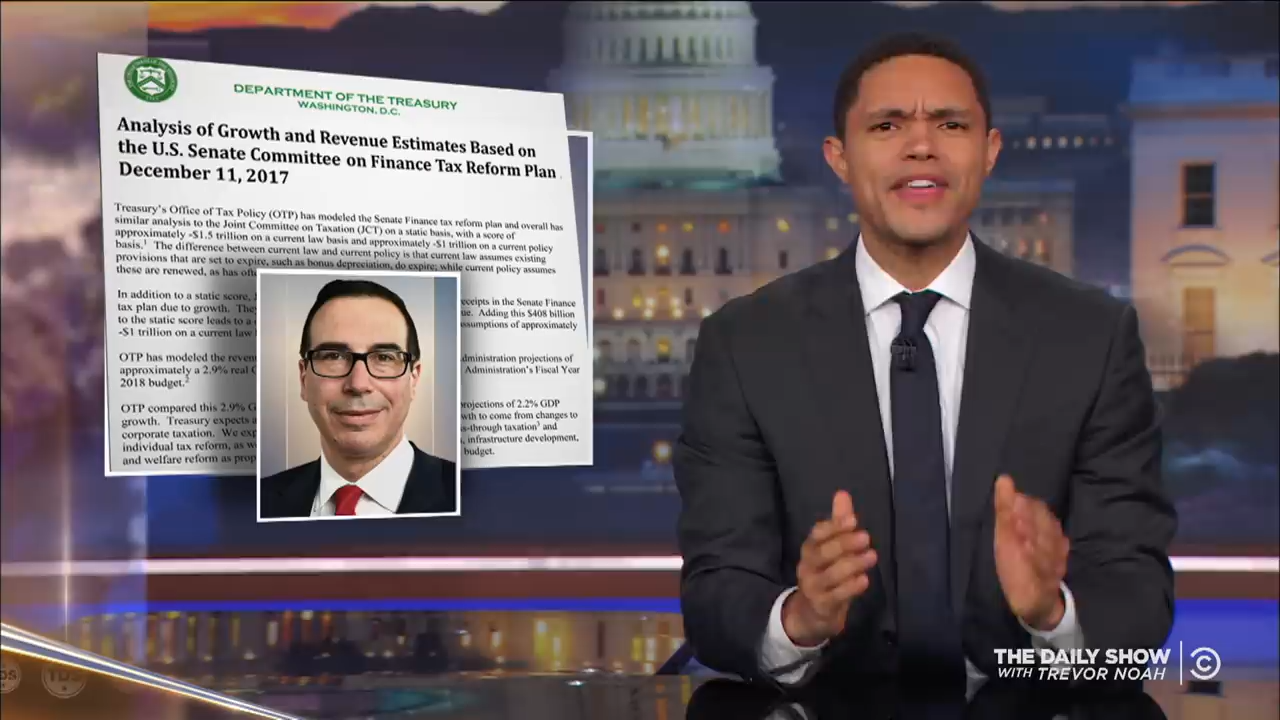 DEPARTMENT OF THE TREASURY
WASHINGTON, D.C.
Analysis of Growth and Revenue Estimates Based on
the U.S. Senate Committee on Finance Tax Reform Plan
December 11, 2017
Treasury's Office of Tax Policy (OTP) has modeled the Senate Finance tax reform plan and overall has
similar analysis to the Joint Committee on Taxation (JCT) on a static basis, with a score of
approximately -$1.5 trillion on a current law basis and approximately -$1 trillion on a current policy
basis.1 The difference between current law and current policy is that current law assumes existing
provisions that are set to expire, such as bonus depreciation, do expire; while current policy assumes
these are renewed, as has
In addition to a static score,
receipts in the Senate Finance
tax plan due to growth. They
Adding this $408 billion
to the static score leads to a
assumptions of approximately
-$1 trillion on a current law
OTP has modeled the
administration projections of
approximately a 2.9% real
Administration's Fiscal Year
2018 budget.2
OTP compared this 2.9%
projections of 2.2% GDP
growth. Treasury expects
to come from changes to
corporate taxation. We
taxation3 and
individual tax reform, as
infrastructure development,
and welfare reform as
budget.
THE DAILY SHOW
WITH TREVOR NOAH
TDS